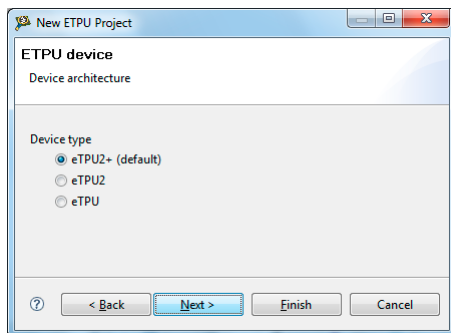 New ETPU Project
ETPU device
Device architecture
Device type
eTPU2+ (default)
eTPU2
eTPU
? < Back Next > Finish Cancel